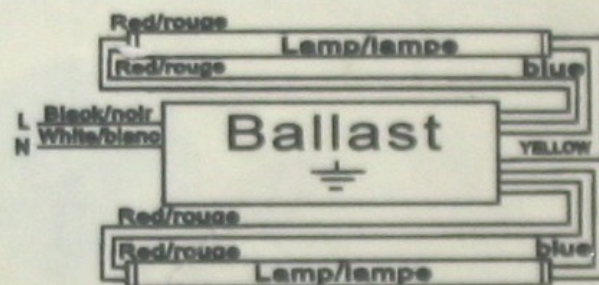 Red/rouge
Lamp/lampe
Red/rouge blue
L Black/noir
N White/blanc
Ballast
YELLOW
Red/rouge
Red/rouge blue
Lamp/lampe